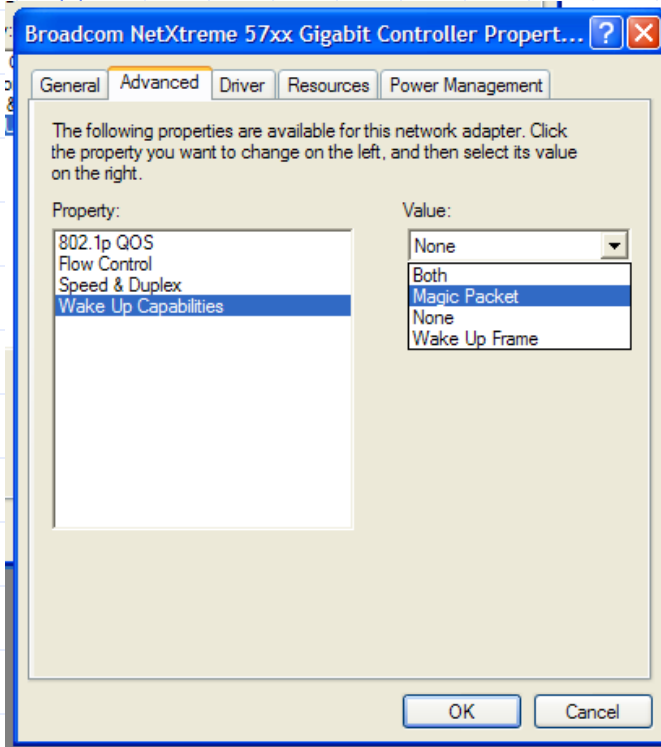 Broadcom NetXtreme 57xx Gigabit Controller Propert...
General Advanced Driver Resources Power Management
The following properties are available for this network adapter. Click
the property you want to change on the left, and then select its value
on the right.
Property: Value:
802.1p QOS
Flow Control
Speed & Duplex
Wake Up Capabilities
None
Both
Magic Packet
None
Wake Up Frame
OK Cancel